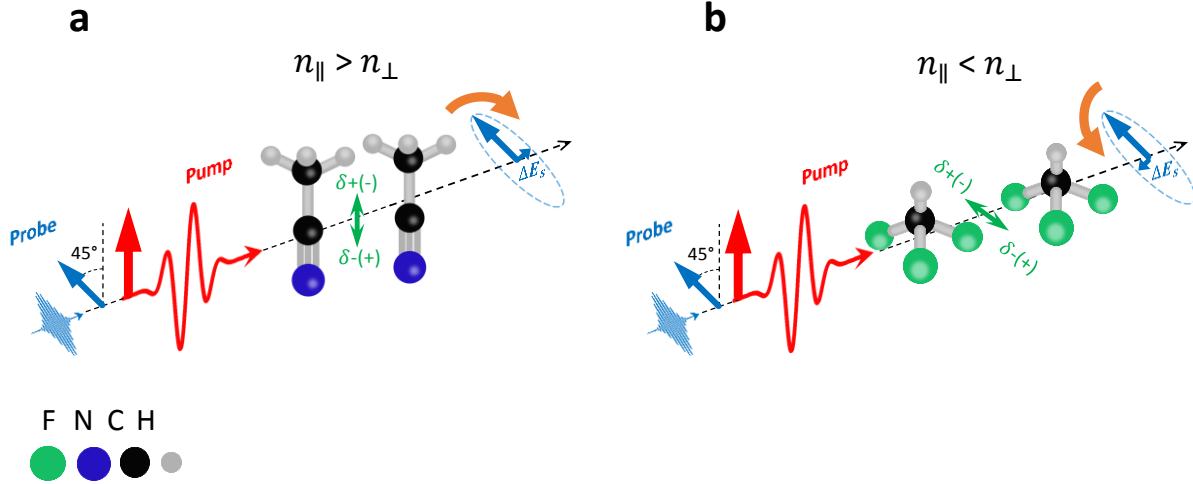 a
n∥ > n⊥
Pump
Probe
45°
δ+(-)
δ-(+)
ΔEs
b
n∥ < n⊥
Pump
Probe
45°
δ+(-)
δ-(+)
ΔEs
F N C H